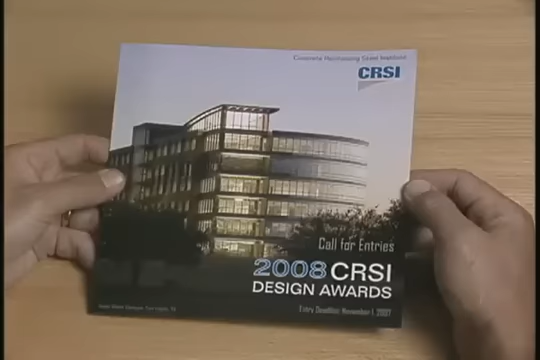 Concrete Reinforcing Steel Institute
CRSI
Call for Entries
2008 CRSI
DESIGN AWARDS
Entry Deadline: November 1, 2007